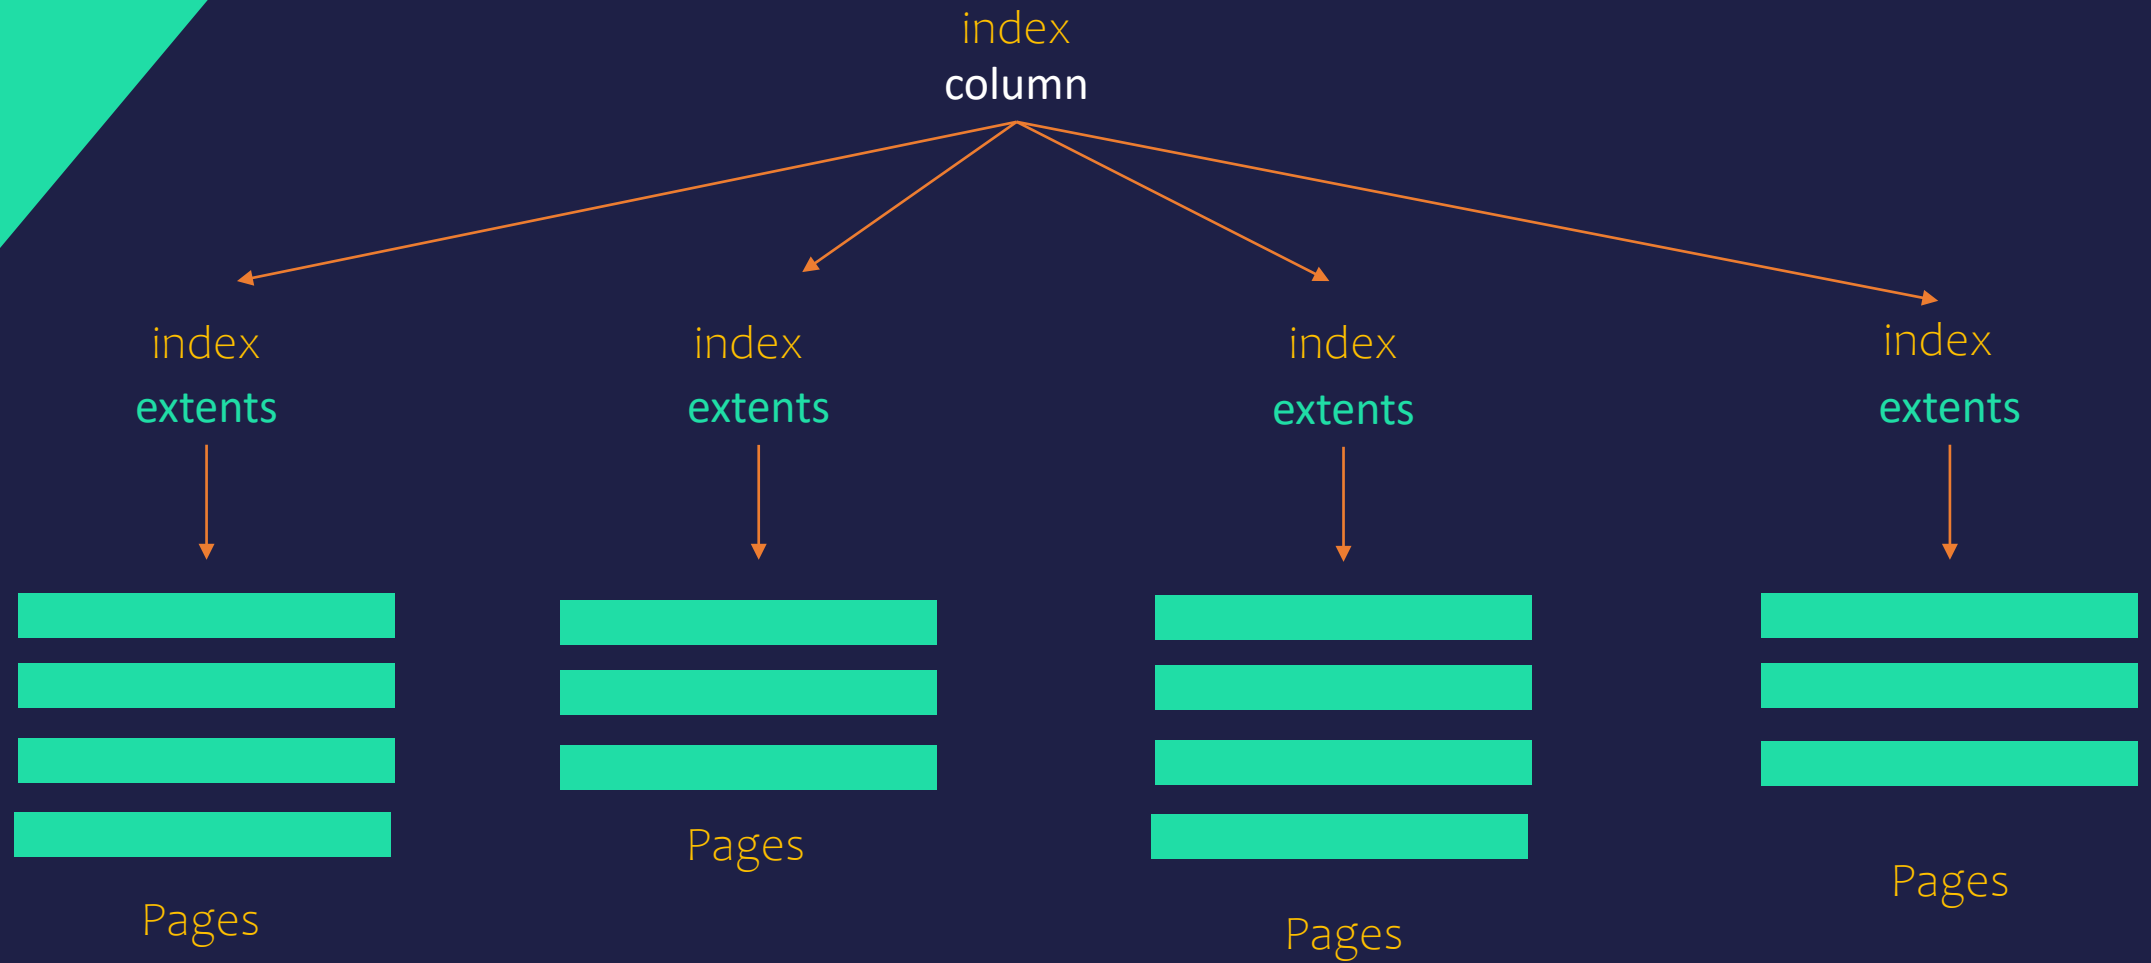 index
column
index
extents
index
extents
index
extents
index
extents
Pages
Pages
Pages
Pages